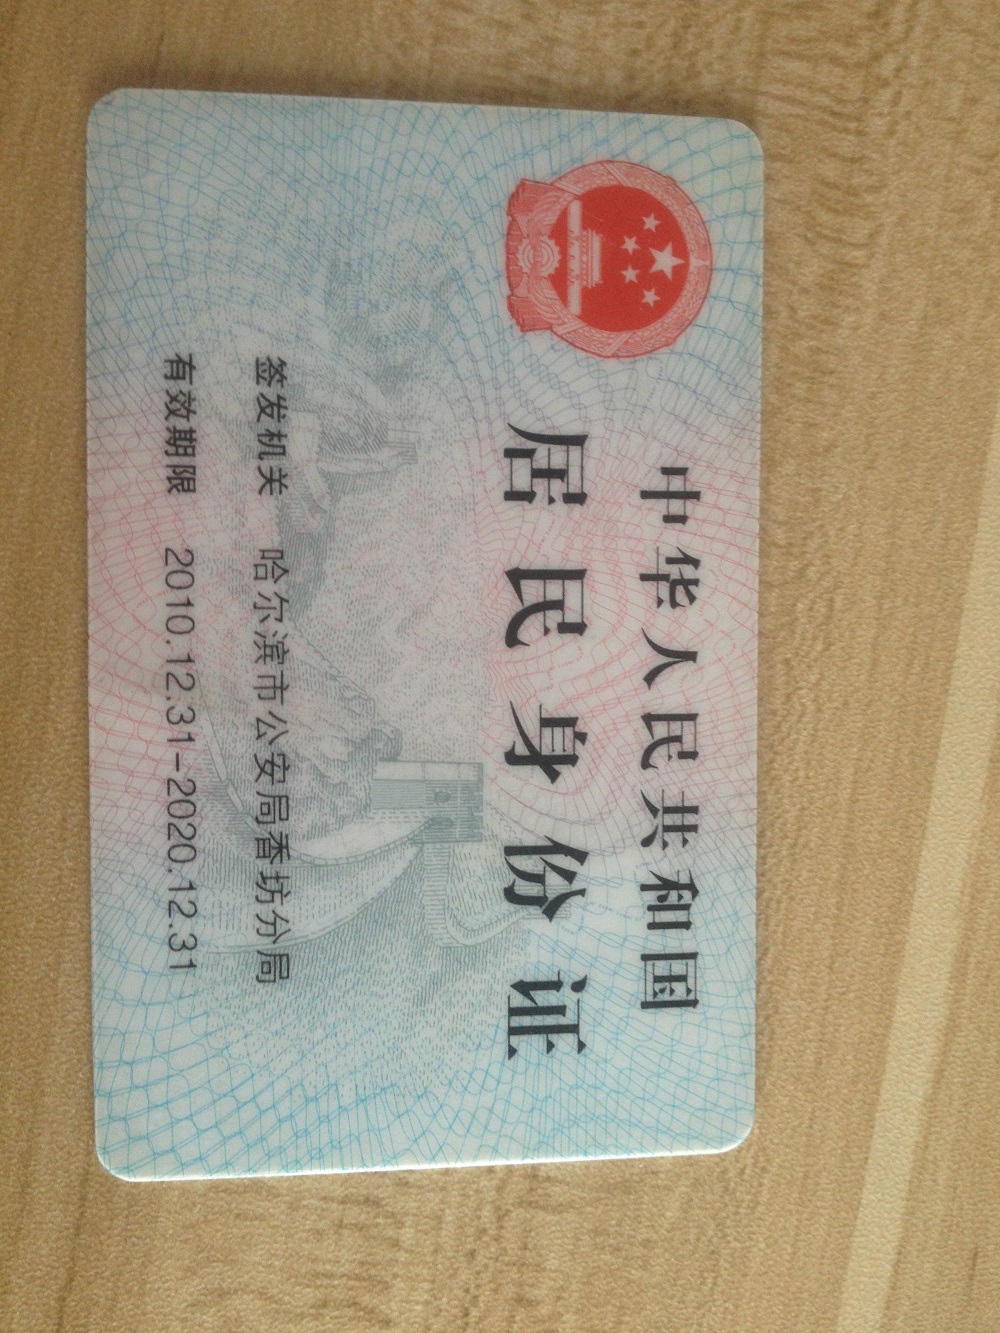 中华人民共和国
居民身份证
签发机关 哈尔滨市公安局香坊分局
有效期限 2010.12.31-2020.12.31